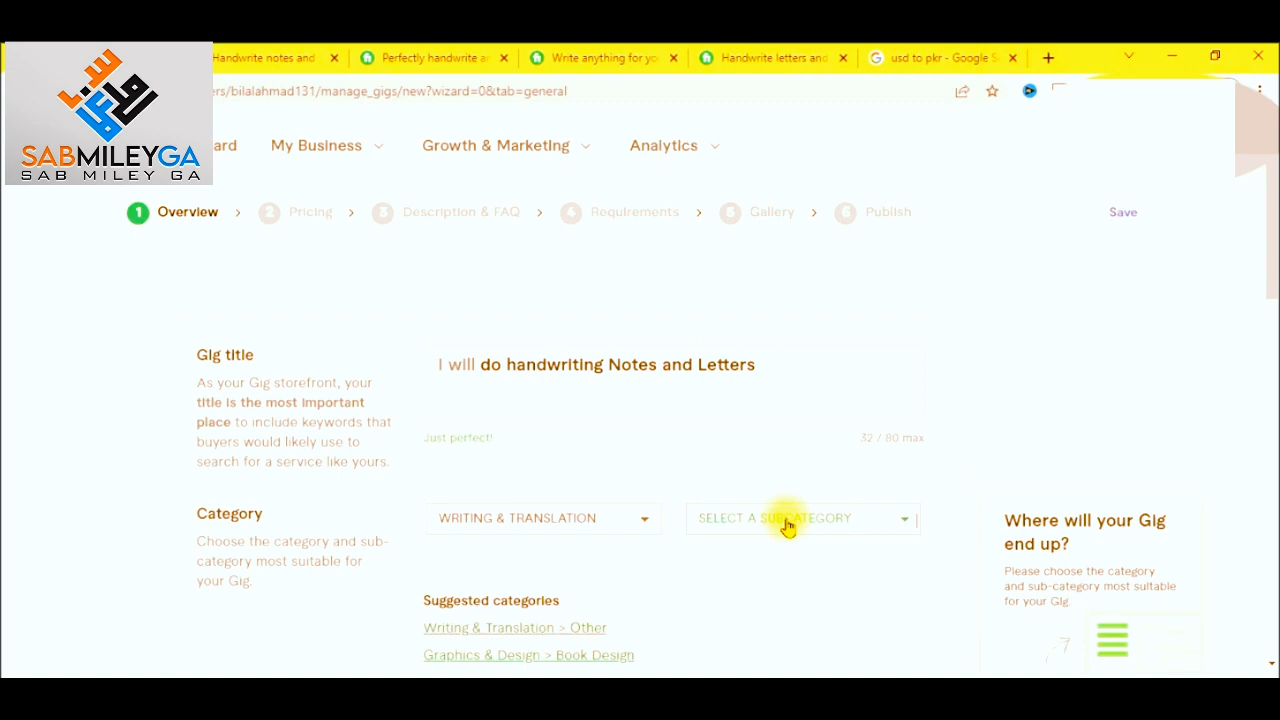 Handwrite notes and
Perfectly handwrite a
Write anything for yo
Handwrite letters and
usd to pkr - Google S
ers/bilalahmad131/manage_gigs/new?wizard=0&tab=general
SABMILEYGA
SAB MILEY GA
ard
My Business
Growth & Marketing
Analytics
1 Overview
2 Pricing
3 Description & FAQ
4 Requirements
5 Gallery
6 Publish
Save
Gig title
As your Gig storefront, your
title is the most important
place to include keywords that
buyers would likely use to
search for a service like yours.
I will do handwriting Notes and Letters
Just perfect!
32 / 80 max
Category
Choose the category and sub-
category most suitable for
your Gig.
WRITING & TRANSLATION
SELECT A SUBCATEGORY
Suggested categories
Writing & Translation > Other
Graphics & Design > Book Design
Where will your Gig
end up?
Please choose the category
and sub-category most suitable
for your Gig.